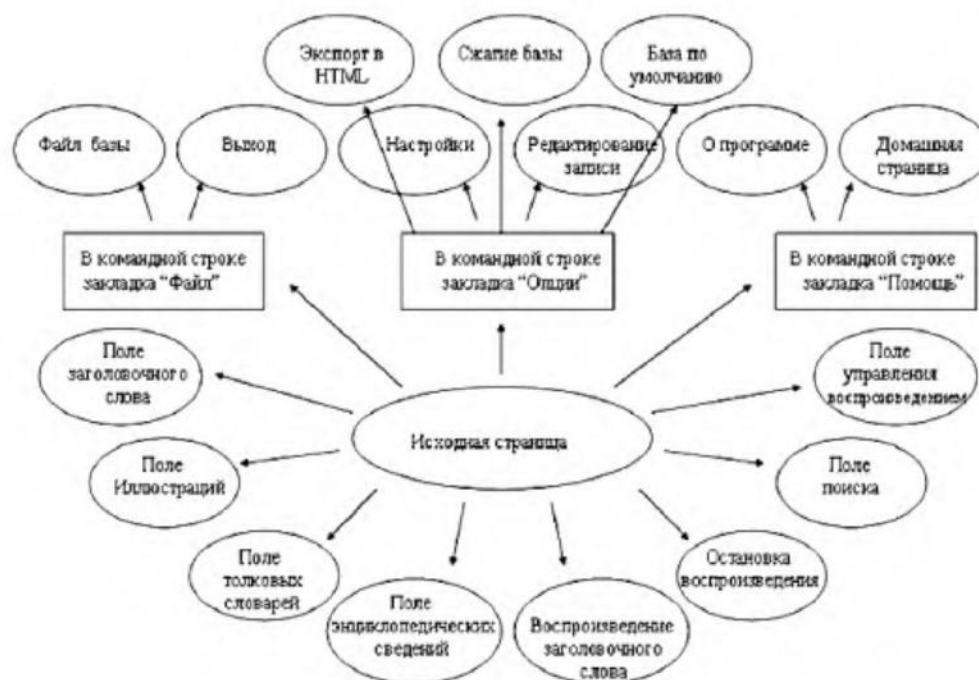 Экспорт в
HTML
Сжатие базы
База по
умолчанию
Файл базы
Выход
Настройки
Редактирование
записи
О программе
Домашняя
страница
В командной строке
закладка “Файл”
В командной строке
закладка “Опции”
В командной строке
закладка “Помощь”
Поле
заголовочного
слова
Поле
управления
воспроизведением
Исходная страница
Поле
Иллюстраций
Поле
поиска
Поле
толковых
словарей
Остановка
воспроизведения
Поле
энциклопедических
сведений
Воспроизведение
заголовочного
слова